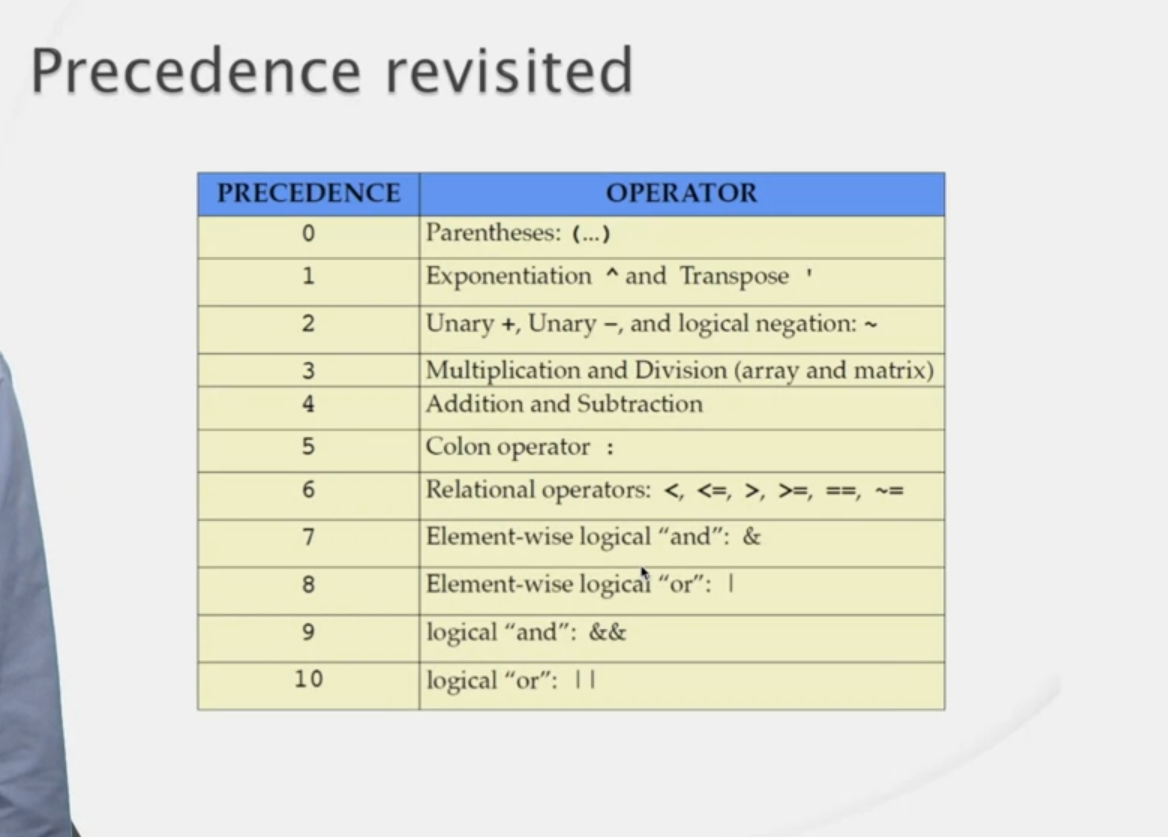 Precedence revisited
PRECEDENCE OPERATOR
0 Parentheses: (...)
1 Exponentiation ^ and Transpose '
2 Unary +, Unary –, and logical negation: ~
3 Multiplication and Division (array and matrix)
4 Addition and Subtraction
5 Colon operator :
6 Relational operators: <, <=, >, >=, ==, ~=
7 Element-wise logical “and”: &
8 Element-wise logical “or”: |
9 logical “and”: &&
10 logical “or”: ||